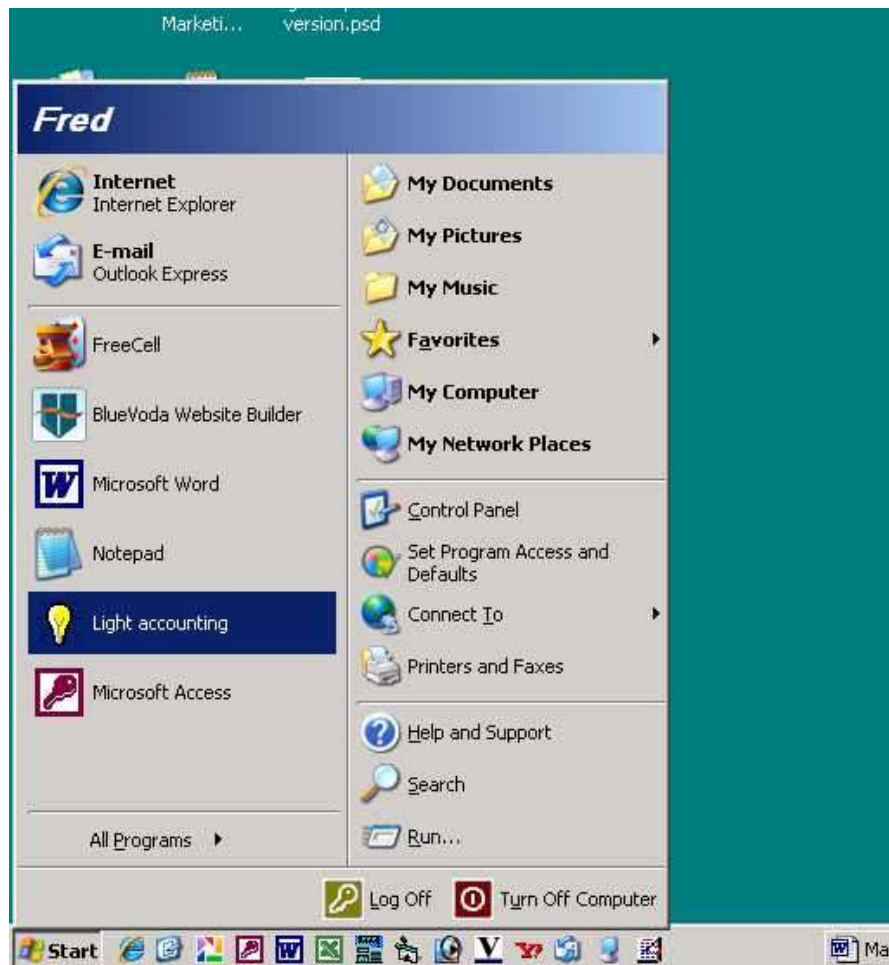 Marketi...
version.psd
Fred
Internet
Internet Explorer
E-mail
Outlook Express
FreeCell
BlueVoda Website Builder
Microsoft Word
Notepad
Light accounting
Microsoft Access
All Programs
My Documents
My Pictures
My Music
Favorites
My Computer
My Network Places
Control Panel
Set Program Access and
Defaults
Connect To
Printers and Faxes
Help and Support
Search
Run...
Log Off
Turn Off Computer
Start
Ma